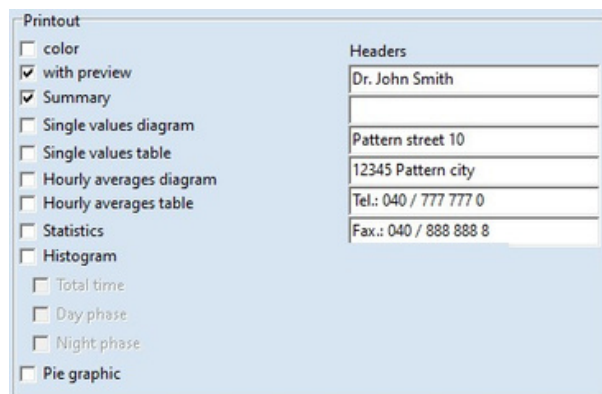 Printout
color
with preview
Summary
Single values diagram
Single values table
Hourly averages diagram
Hourly averages table
Statistics
Histogram
Total time
Day phase
Night phase
Pie graphic
Headers
Dr. John Smith
Pattern street 10
12345 Pattern city
Tel.: 040 / 777 777 0
Fax.: 040 / 888 888 8